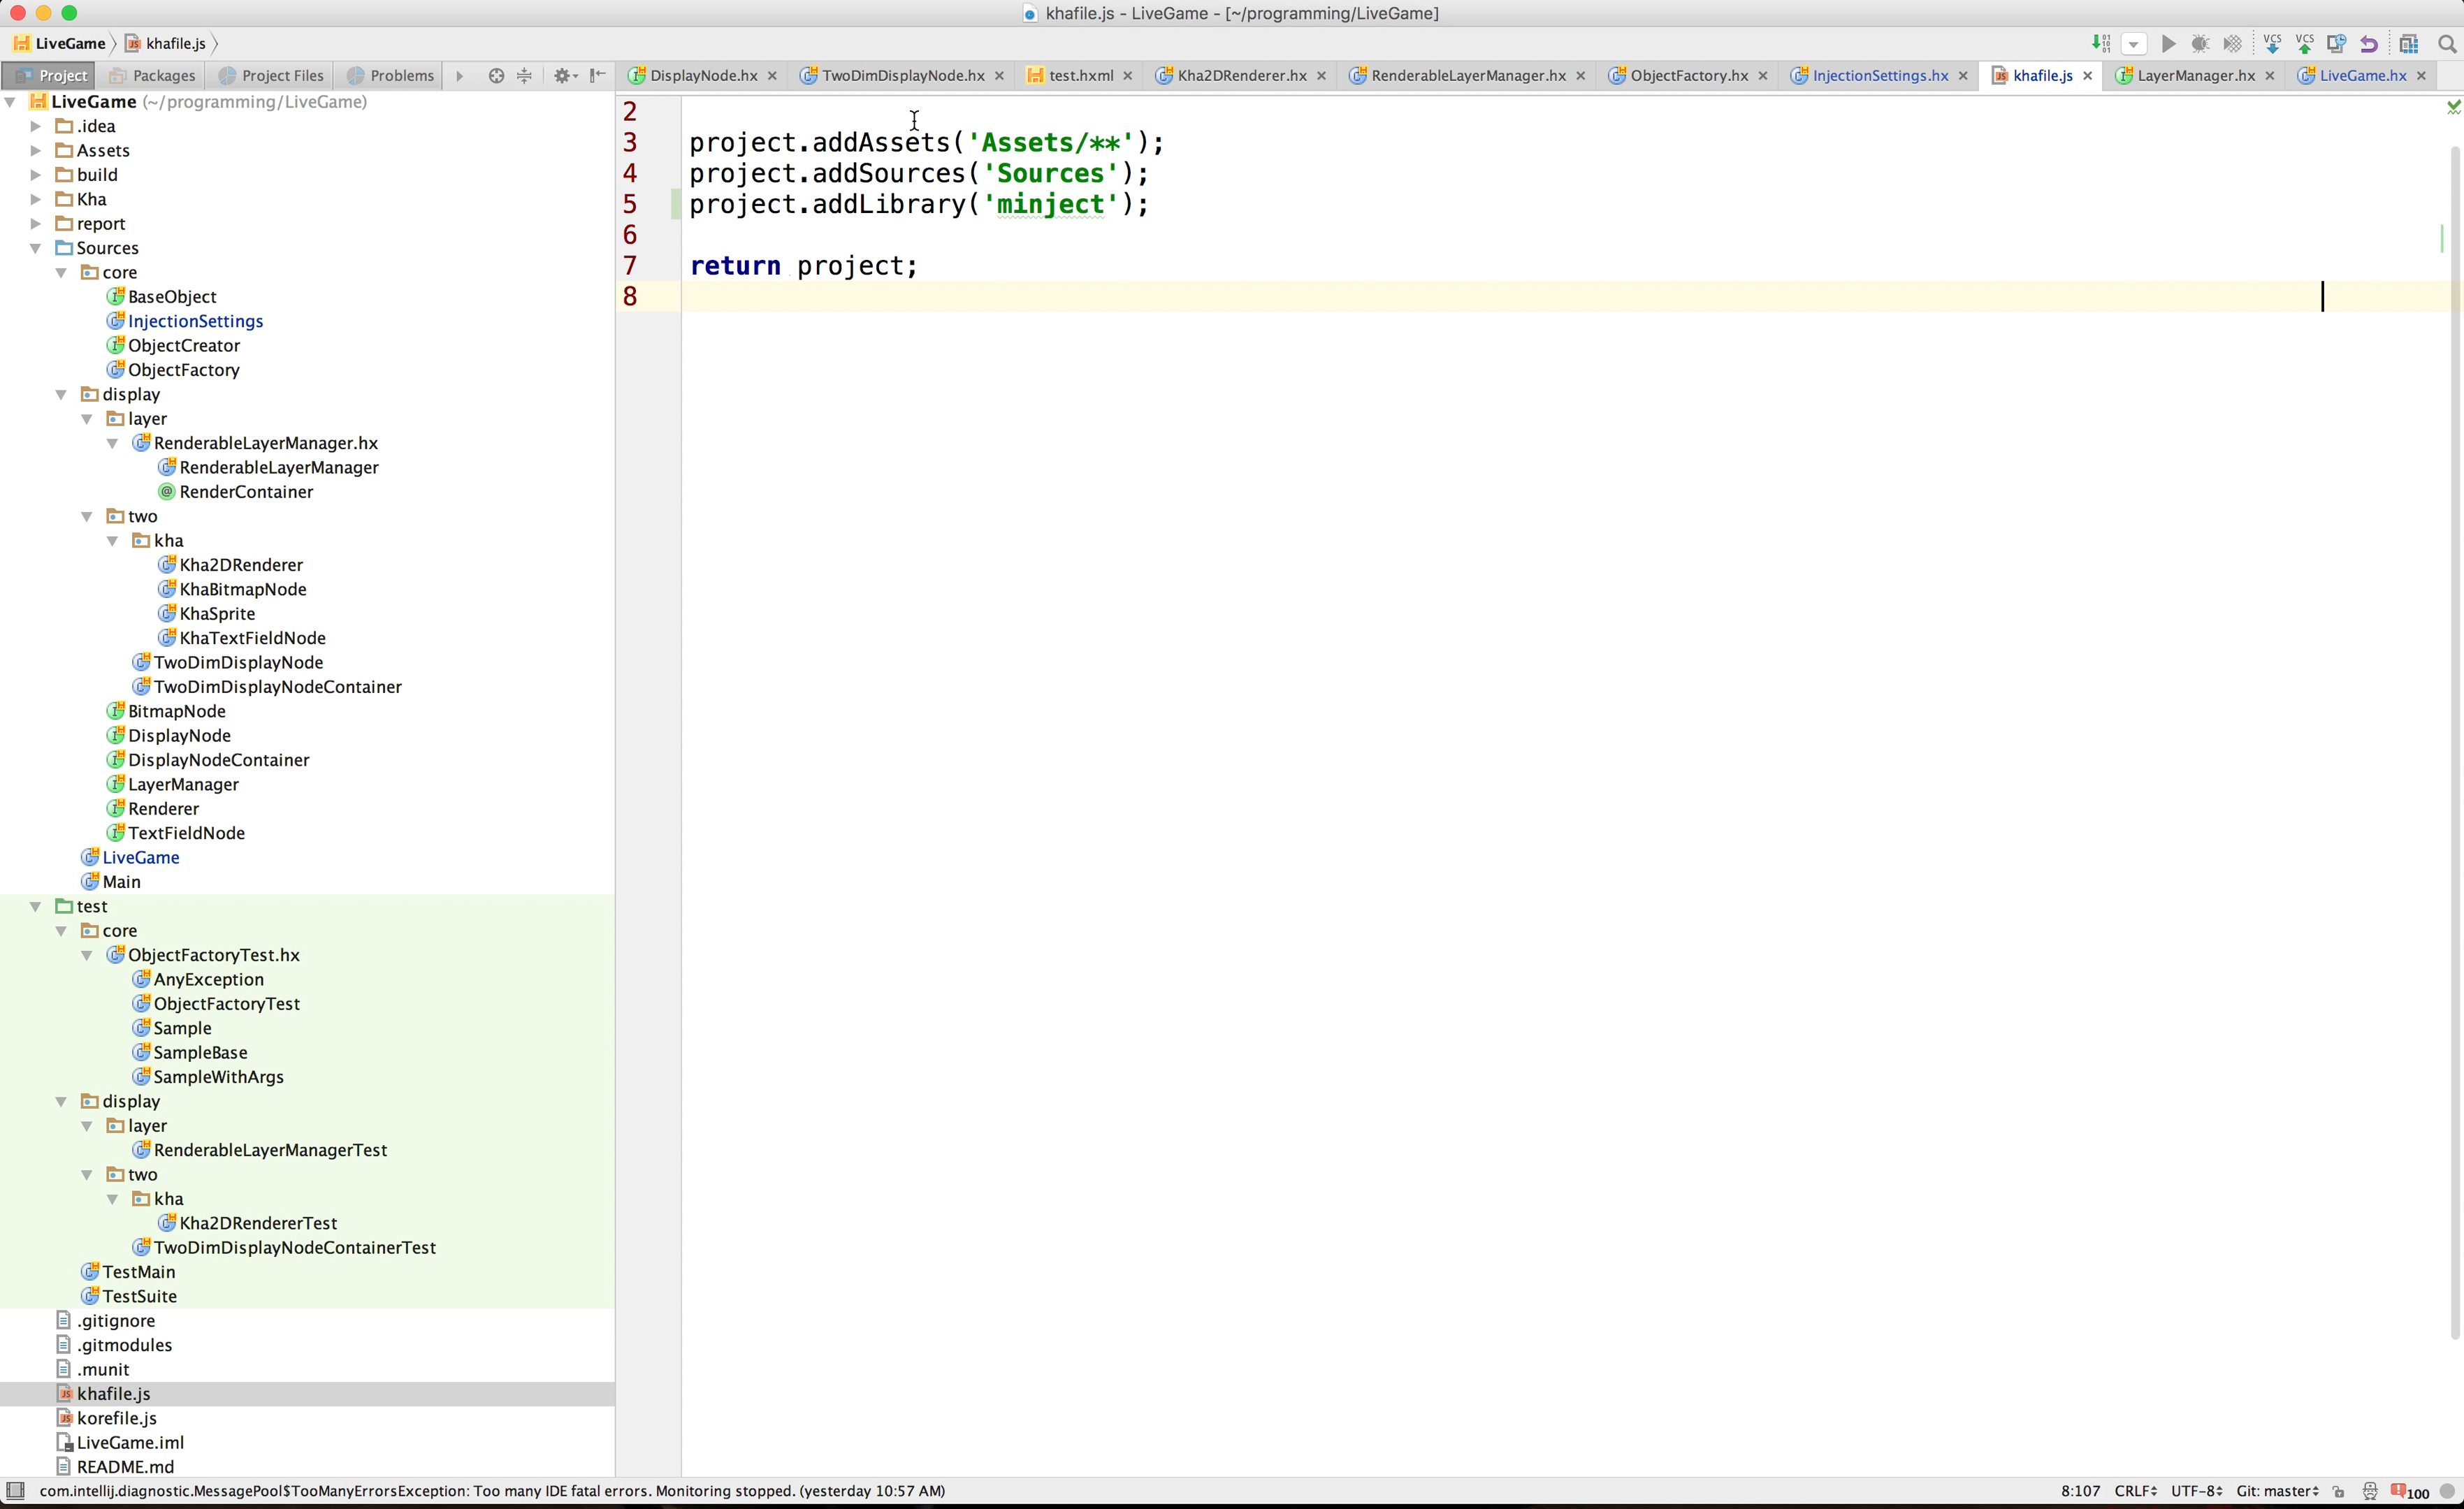 khafile.js - LiveGame - [~/programming/LiveGame]
LiveGame khafile.js
Project Packages Project Files Problems
DisplayNode.hx TwoDimDisplayNode.hx test.hxml Kha2DRenderer.hx RenderableLayerManager.hx ObjectFactory.hx InjectionSettings.hx khafile.js LayerManager.hx LiveGame.hx
LiveGame (~/programming/LiveGame)
.idea
Assets
build
Kha
report
Sources
core
BaseObject
InjectionSettings
ObjectCreator
ObjectFactory
display
layer
RenderableLayerManager.hx
RenderableLayerManager
RenderContainer
two
kha
Kha2DRenderer
KhaBitmapNode
KhaSprite
KhaTextFieldNode
TwoDimDisplayNode
TwoDimDisplayNodeContainer
BitmapNode
DisplayNode
DisplayNodeContainer
LayerManager
Renderer
TextFieldNode
LiveGame
Main
test
core
ObjectFactoryTest.hx
AnyException
ObjectFactoryTest
Sample
SampleBase
SampleWithArgs
display
layer
RenderableLayerManagerTest
two
kha
Kha2DRendererTest
TwoDimDisplayNodeContainerTest
TestMain
TestSuite
.gitignore
.gitmodules
.munit
khafile.js
korefile.js
LiveGame.iml
README.md
2
3 project.addAssets('Assets/**');
4 project.addSources('Sources');
5 project.addLibrary('minject');
6
7 return project;
8
com.intellij.diagnostic.MessagePool$TooManyErrorsException: Too many IDE fatal errors. Monitoring stopped. (yesterday 10:57 AM)
8:107 CRLF UTF-8 Git: master 100